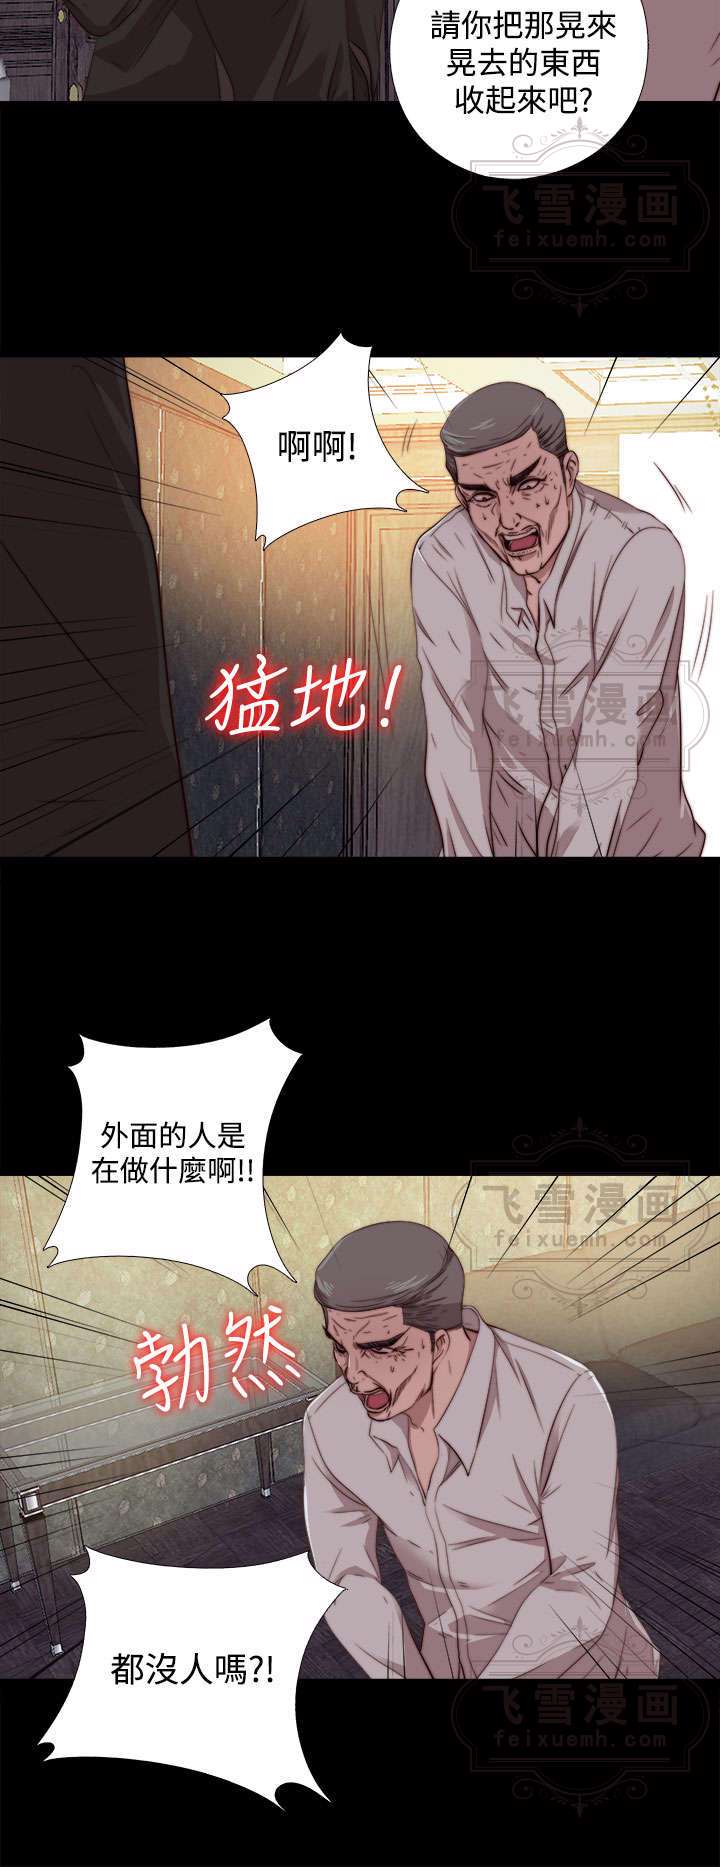 請你把那晃來
晃去的東西
收起來吧?
飞雪漫画
feixuemh.com
啊啊!
猛地!
飞雪漫画
feixuemh.com
外面的人是
在做什麼啊!!
飞雪漫画
feixuemh.com
勃然
都沒人嗎?!
飞雪漫画
feixuemh.com